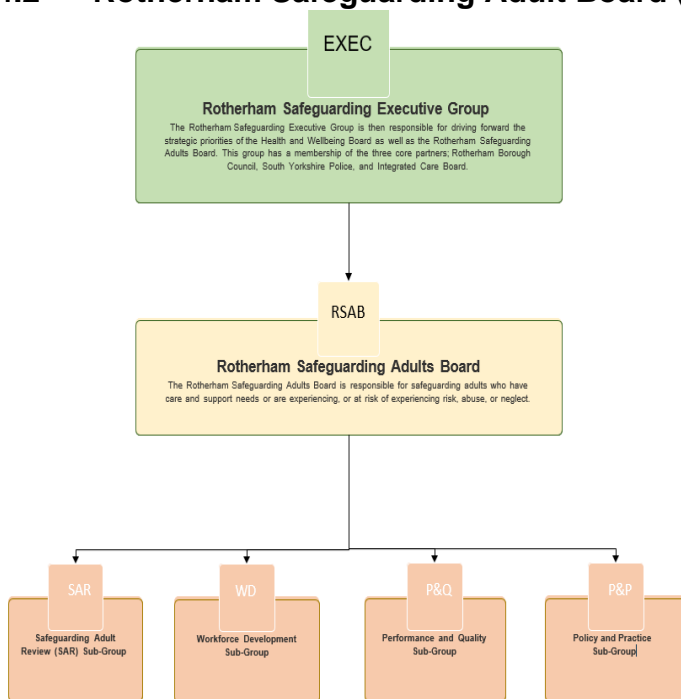 Rotherham Safeguarding Adult Board (
EXEC
Rotherham Safeguarding Executive Group
The Rotherham Safeguarding Executive Group is then responsible for driving forward the
strategic priorities of the Health and Wellbeing Board as well as the Rotherham Safeguarding
Adults Board. This group has a membership of the three core partners; Rotherham Borough
Council, South Yorkshire Police, and Integrated Care Board.
RSAB
Rotherham Safeguarding Adults Board
The Rotherham Safeguarding Adults Board is responsible for safeguarding adults who have
care and support needs or are experiencing, or at risk of experiencing risk, abuse, or neglect.
SAR
Safeguarding Adult
Review (SAR) Sub-Group
WD
Workforce Development
Sub-Group
P&Q
Performance and Quality
Sub-Group
P&P
Policy and Practice
Sub-Group